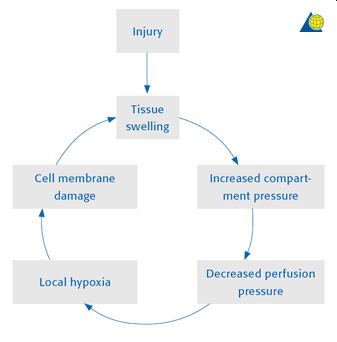 Injury
Tissue
swelling
Increased compart-
ment pressure
Decreased perfusion
pressure
Local hypoxia
Cell membrane
damage